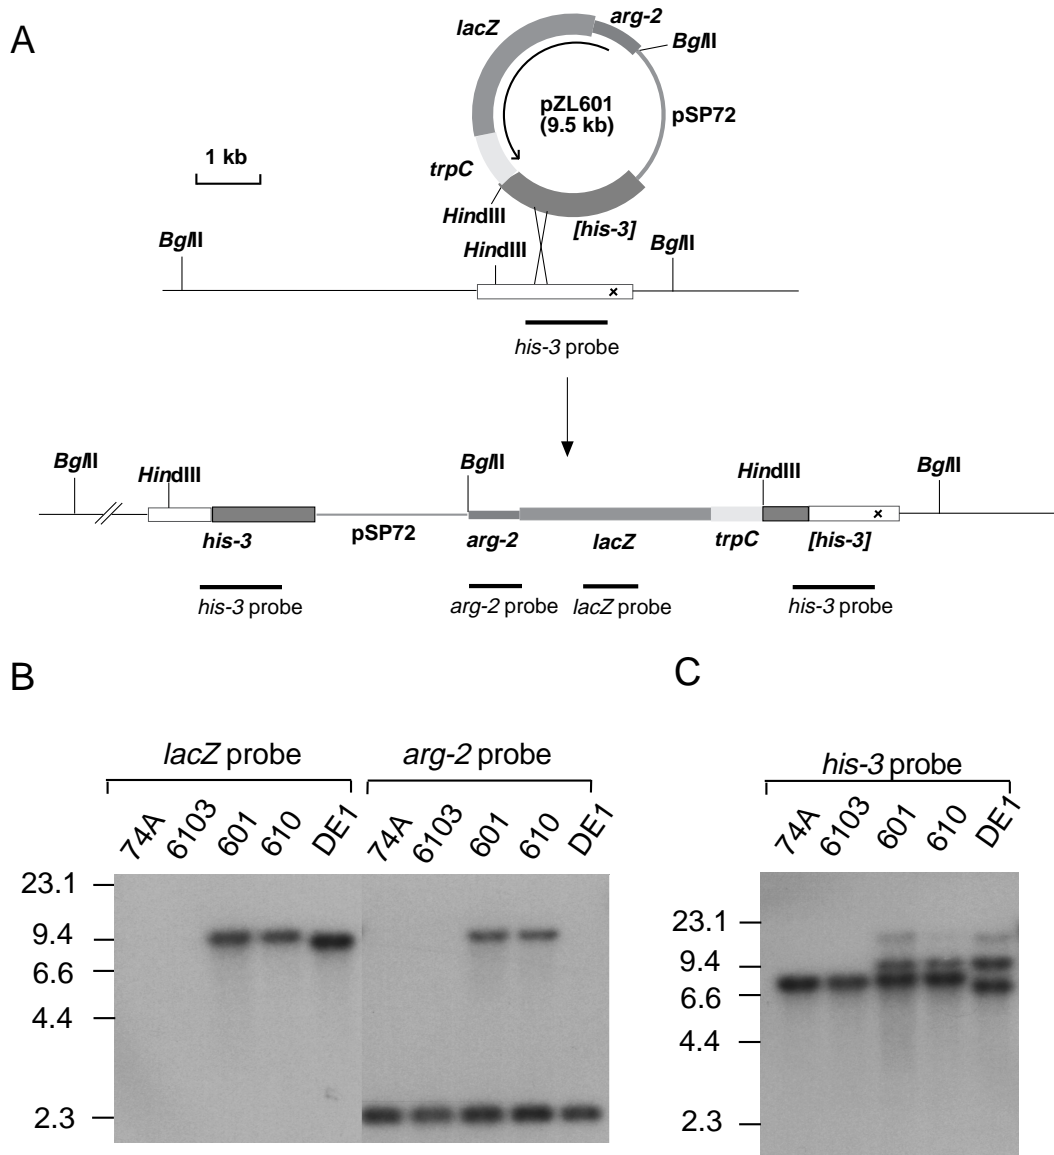 A
lacZ
arg-2
BglII
pZL601
(9.5 kb)
pSP72
1 kb
trpC
HindIII
[his-3]
BglII
HindIII
BglII
x
his-3 probe
BglII
HindIII
BglII
HindIII
BglII
x
his-3
pSP72
arg-2
lacZ
trpC
[his-3]
his-3 probe
arg-2 probe
lacZ probe
his-3 probe
B
lacZ probe
arg-2 probe
74A
6103
601
610
DE1
74A
6103
601
610
DE1
23.1
9.4
6.6
4.4
2.3
C
his-3 probe
74A
6103
601
610
DE1
23.1
9.4
6.6
4.4
2.3